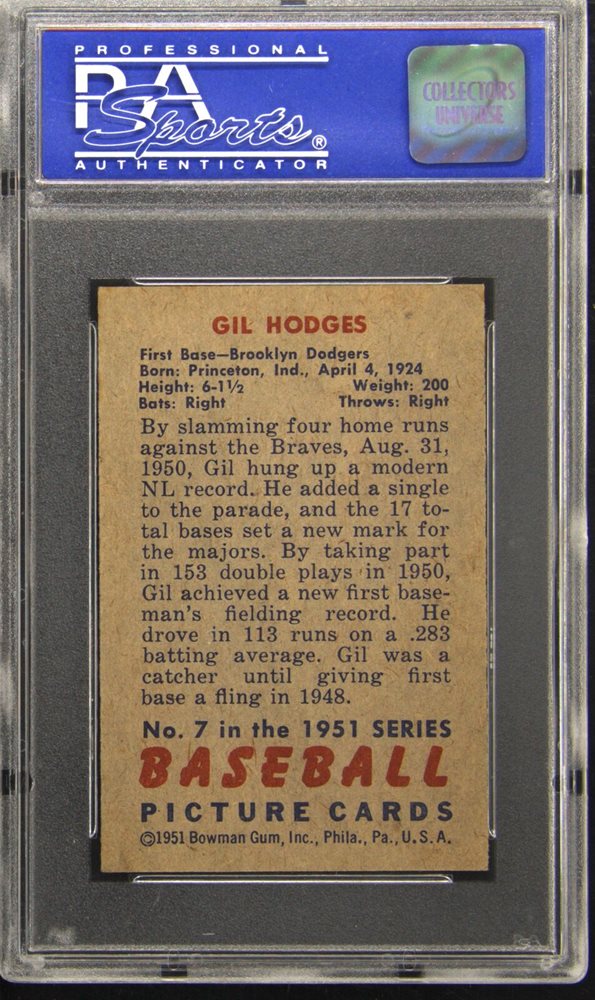 PROFESSIONAL
PSA
Sports®
AUTHENTICATOR
COLLECTORS
UNIVERSE
GIL HODGES
First Base—Brooklyn Dodgers
Born: Princeton, Ind., April 4, 1924
Height: 6-1½ Weight: 200
Bats: Right Throws: Right
By slamming four home runs
against the Braves, Aug. 31,
1950, Gil hung up a modern
NL record. He added a single
to the parade, and the 17 to-
tal bases set a new mark for
the majors. By taking part
in 153 double plays in 1950,
Gil achieved a new first base-
man's fielding record. He
drove in 113 runs on a .283
batting average. Gil was a
catcher until giving first
base a fling in 1948.
No. 7 in the 1951 SERIES
BASEBALL
PICTURE CARDS
©1951 Bowman Gum, Inc., Phila., Pa., U.S.A.